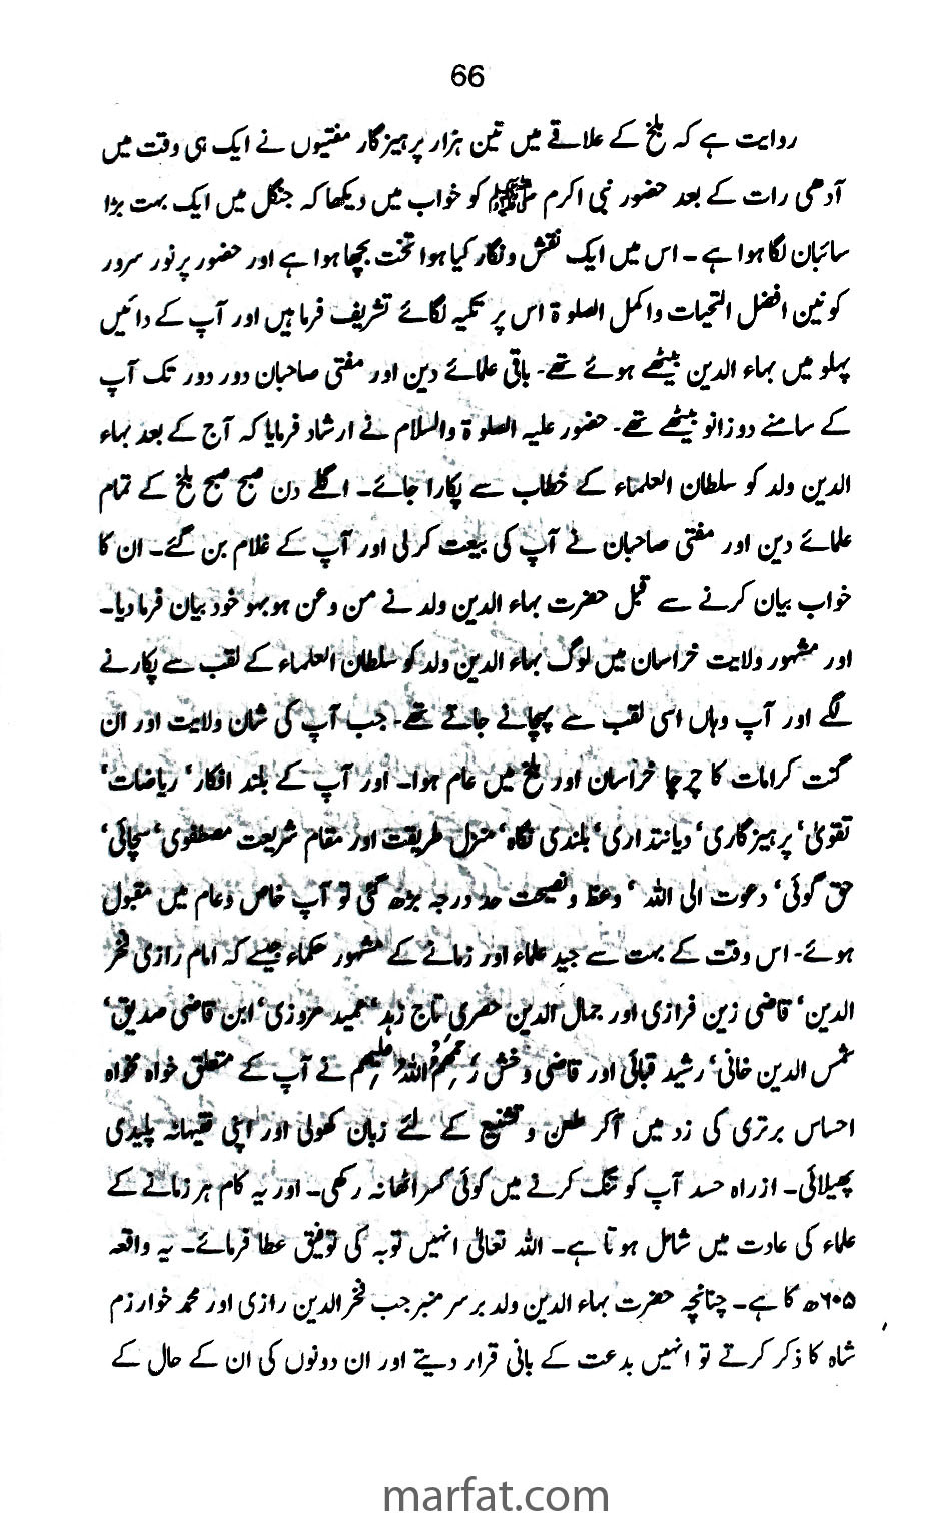 66
روایت ہے کہ بلخ کے علاقے میں تین ہزار پرہیزگار مفتیوں نے ایک ہی وقت میں
آدھی رات کے بعد حضور نبی اکرم ﷺ کو خواب میں دیکھا کہ جنگل میں ایک بہت بڑا
سائبان لگا ہوا ہے ۔ اس میں ایک نقش و نگار کیا ہوا تخت بچھا ہوا ہے اور حضور پرنور سرور
کونین افضل التحیات و اکمل الصلوۃ اس پر تکیہ لگائے تشریف فرما ہیں اور آپ کے دائیں
پہلو میں بہاء الدین بیٹھے ہوئے تھے۔ باقی علمائے دین اور مفتی صاحبان دور دور تک آپ
کے سامنے دوزانو بیٹھے تھے۔ حضور علیہ الصلوۃ والسلام نے ارشاد فرمایا کہ آج کے بعد بہاء
الدین ولد کو سلطان العلماء کے خطاب سے پکارا جائے۔ اگلے دن صبح صبح بلخ کے تمام
علمائے دین اور مفتی صاحبان نے آپ کی بیعت کر لی اور آپ کے غلام بن گئے۔ ان کا
خواب بیان کرنے سے قبل حضرت بہاء الدین ولد نے من و عن ہو بہو خود بیان فرما دیا۔
اور مشہور ولایت خراسان میں لوگ بہاء الدین ولد کو سلطان العلماء کے لقب سے پکارنے
لگے اور آپ وہاں اسی لقب سے پہچانے جاتے تھے۔ جب آپ کی شان ولایت اور ان
گنت کرامات کا چرچا خراسان اور بلخ میں عام ہوا۔ اور آپ کے بلند افکار‘ ریاضات‘
تقویٰ‘ پرہیزگاری‘ دیانتداری‘ بلندی نگاہ‘ منزل طریقت اور مقام شریعت مصطفوی‘ سچائی‘
حق گوئی‘ دعوت الی اللہ ‘ وعظ و نصیحت حد درجہ بڑھ گئی تو آپ خاص و عام میں مقبول
ہوئے۔ اس وقت کے بہت سے جید علماء اور زمانے کے مشہور حکماء جیسے کہ امام رازی فخر
الدین‘ قاضی زین فرازی اور جمال الدین حصری تاج زید‘ عمید مروزی‘ ابن قاضی صدیق‘
شمس الدین خانی‘ رشید قبائی اور قاضی وخش رَحِمَهُمُ اللهُ عَلَيْهِم نے آپ کے متعلق خواہ مخواہ
احساس برتری کی زد میں آکر طعن و تشنیع کے لئے زبان کھولی اور اپنی فقیہانہ پلیدی
پھیلائی۔ ازراہ حسد آپ کو تنگ کرنے میں کوئی کسر اٹھا نہ رکھی۔ اور یہ کام ہر زمانے کے
علماء کی عادت میں شامل ہوتا ہے۔ اللہ تعالیٰ انہیں توبہ کی توفیق عطا فرمائے۔ یہ واقعہ
۶۰۵ھ کا ہے۔ چنانچہ حضرت بہاء الدین ولد برسر منبر جب فخرالدین رازی اور محمد خوارزم
شاہ کا ذکر کرتے تو انہیں بدعت کے بانی قرار دیتے اور ان دونوں کی ان کے حال کے
marfat.com